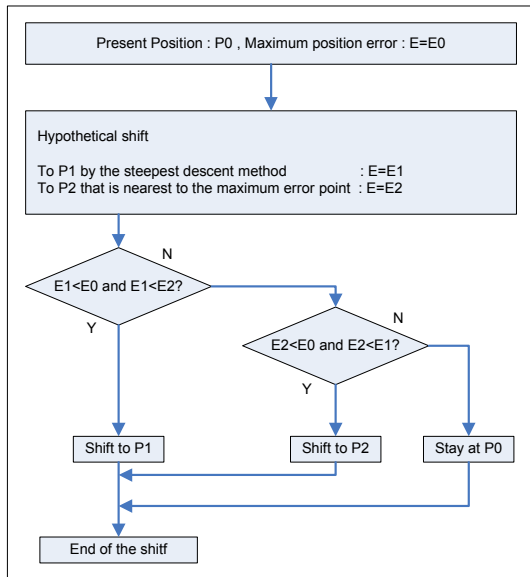 Present Position : P0 , Maximum position error : E=E0
Hypothetical shift
To P1 by the steepest descent method : E=E1
To P2 that is nearest to the maximum error point : E=E2
N
E1<E0 and E1<E2?
Y
N
E2<E0 and E2<E1?
Y
Shift to P1
Shift to P2
Stay at P0
End of the shitf